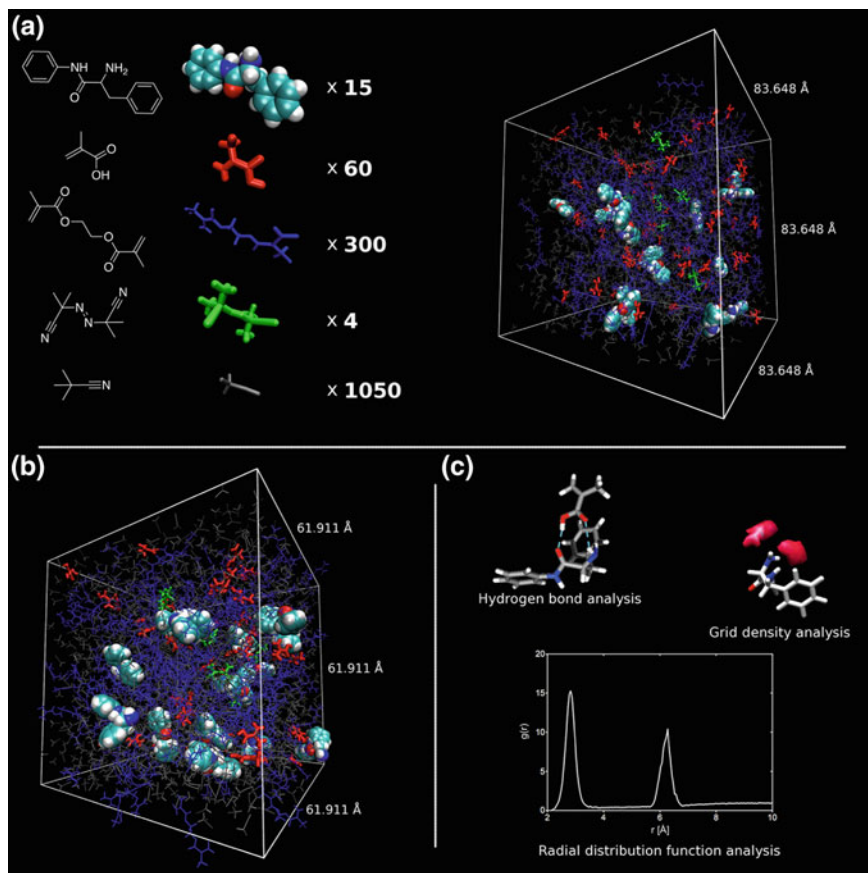 (a)
NH
NH₂
O
x 15
O
OH
x 60
O
O
O
O
x 300
N
N
N
N
x 4
N
x 1050
83.648 Å
83.648 Å
83.648 Å
(b)
61.911 Å
61.911 Å
61.911 Å
(c)
Hydrogen bond analysis
Grid density analysis
20
15
10
5
0
g(r)
2
4
6
8
10
r [Å]
Radial distribution function analysis